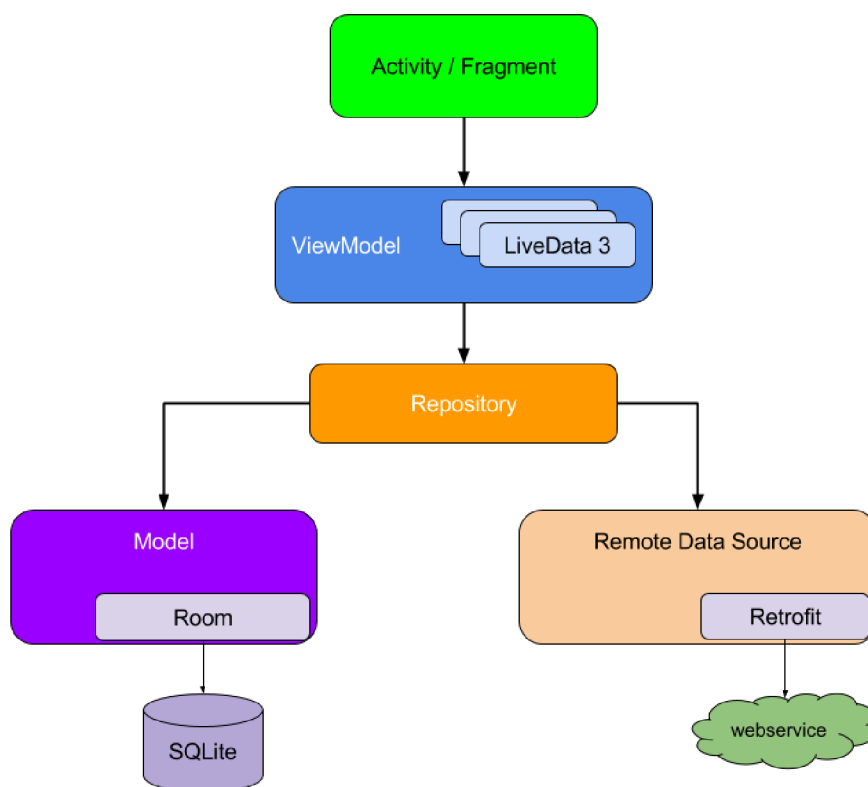 Activity / Fragment
ViewModel
LiveData 3
Repository
Model
Remote Data Source
Room
Retrofit
SQLite
webservice